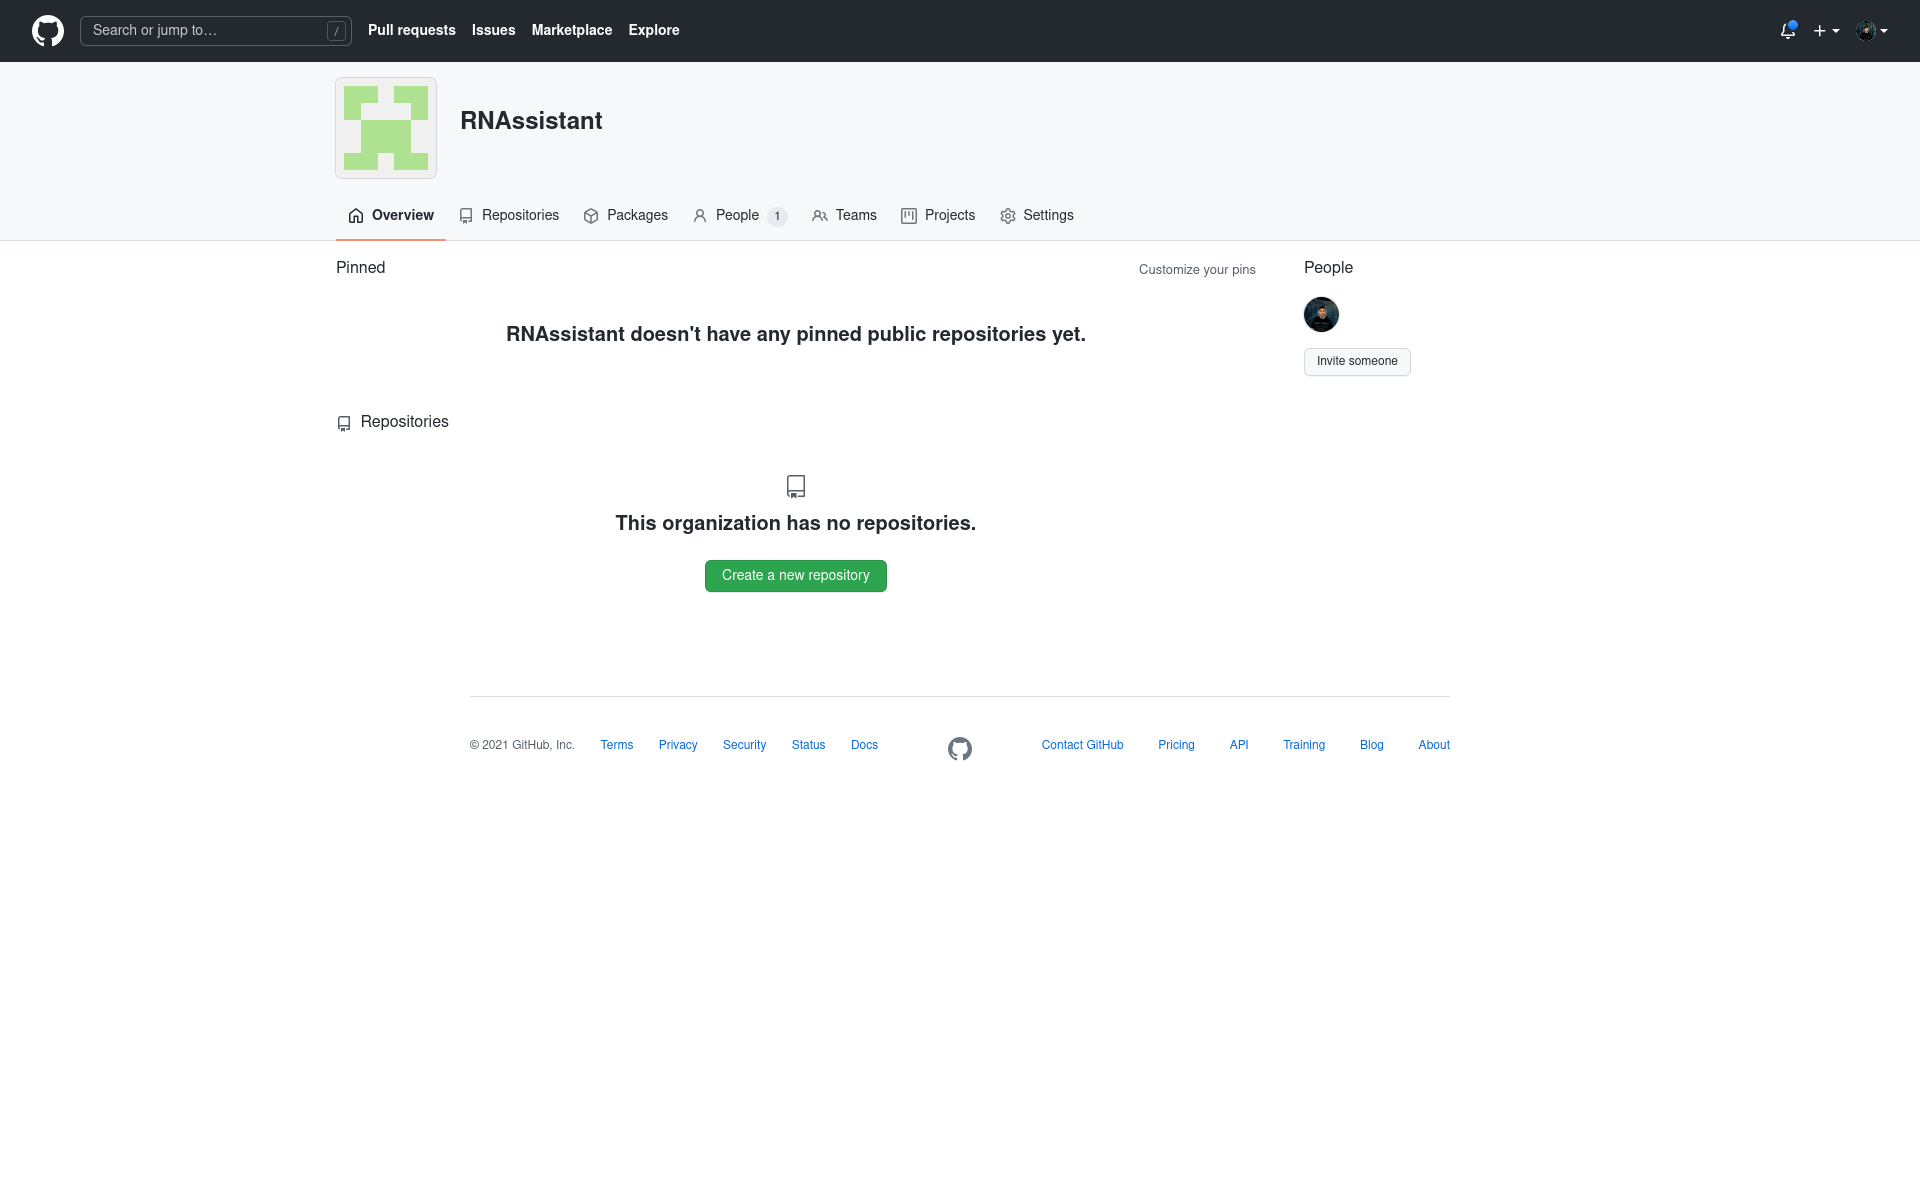 Search or jump to… /
Pull requests Issues Marketplace Explore
RNAssistant
Overview Repositories Packages People 1 Teams Projects Settings
Pinned
Customize your pins
RNAssistant doesn't have any pinned public repositories yet.
People
Invite someone
Repositories
This organization has no repositories.
Create a new repository
© 2021 GitHub, Inc. Terms Privacy Security Status Docs Contact GitHub Pricing API Training Blog About